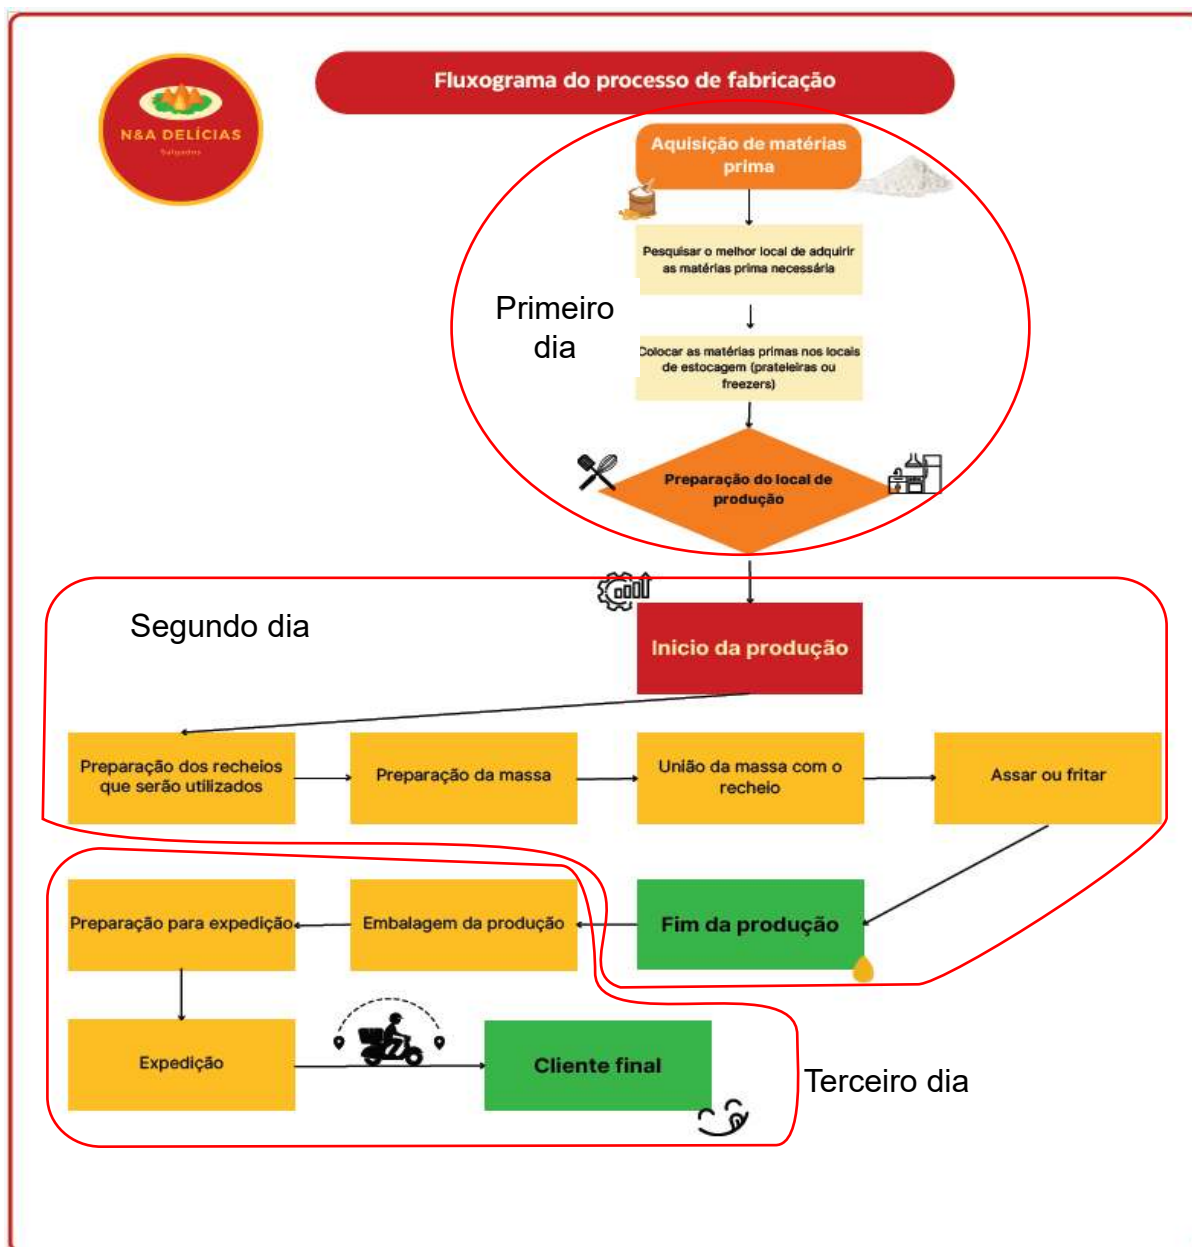 Fluxograma do processo de fabricação
N&A DELÍCIAS
Salgados
Aquisição de matérias
prima
Pesquisar o melhor local de adquirir
as matérias prima necessária
Primeiro
dia
Colocar as matérias primas nos locais
de estocagem (prateleiras ou
freezers)
Preparação do local de
produção
Segundo dia
Inicio da produção
Preparação dos recheios
que serão utilizados
Preparação da massa
União da massa com o
recheio
Assar ou fritar
Preparação para expedição
Embalagem da produção
Fim da produção
Expedição
Cliente final
Terceiro dia